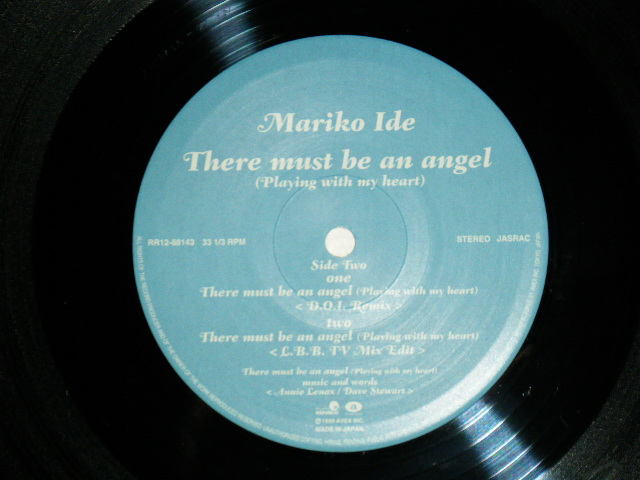 Mariko Ide
There must be an angel
(Playing with my heart)
RR12-88143 33 1/3 RPM
STEREO JASRAC
Side Two
one
There must be an angel (Playing with my heart)
< D.O.I. Remix >
two
There must be an angel (Playing with my heart)
< L.B.B. TV Mix Edit >
There must be an angel (Playing with my heart)
music and words
< Annie Lenox / Dave Stewart >
MADE IN JAPAN